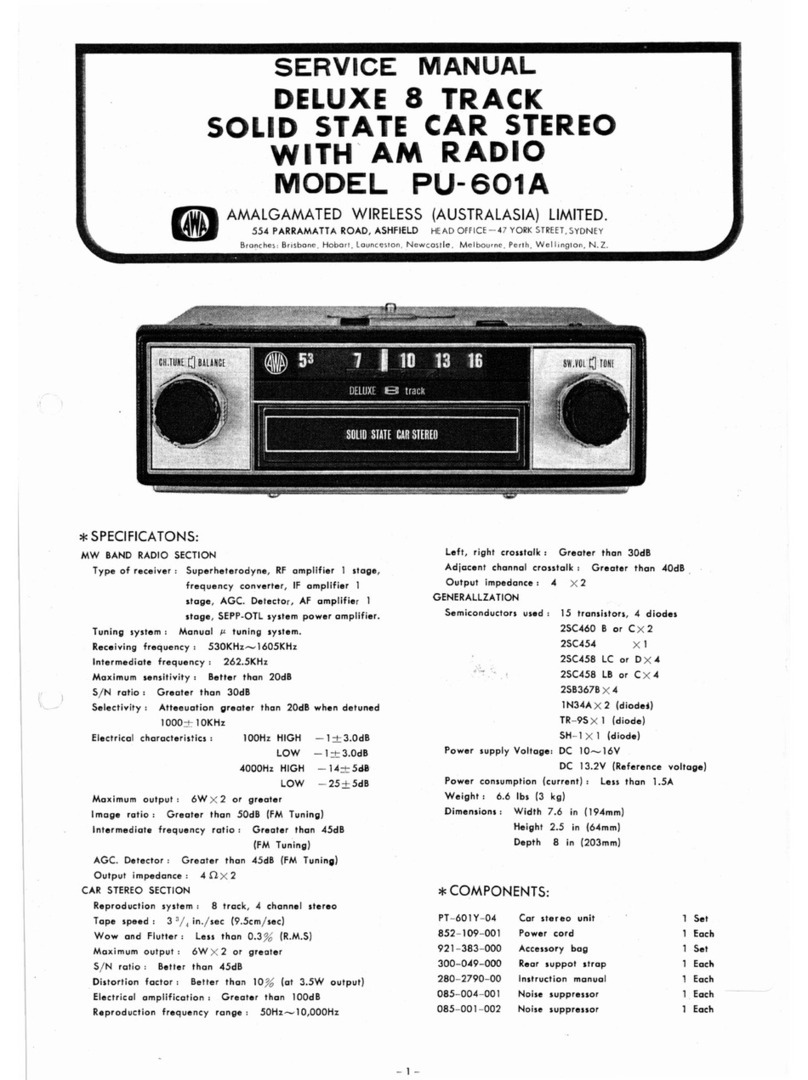 SERVICE MANUAL
DELUXE 8 TRACK
SOLID STATE CAR STEREO
WITH AM RADIO
MODEL PU-601A
AWA
AMALGAMATED WIRELESS (AUSTRALASIA) LIMITED.
554 PARRAMATTA ROAD, ASHFIELD HEAD OFFICE—47 YORK STREET, SYDNEY
Branches: Brisbane, Hobart, Launceston, Newcastle, Melbourne, Perth, Wellington, N.Z.
CH.TUNE BALANCE
AWA 53 7 10 13 16
SW.VOL TONE
DELUXE 8 track
SOLID STATE CAR STEREO
* SPECIFICATONS:
MW BAND RADIO SECTION
Type of receiver : Superheterodyne, RF amplifier 1 stage,
frequency converter, IF amplifier 1
stage, AGC. Detector, AF amplifier 1
stage, SEPP-OTL system power amplifier.
Tuning system : Manual μ tuning system.
Receiving frequency : 530KHz～1605KHz
Intermediate frequency : 262.5KHz
Maximum sensitivity : Better than 20dB
S/N ratio : Greater than 30dB
Selectivity : Atteeuation greater than 20dB when detuned
1000±10KHz
Electrical characteristics : 100Hz HIGH －1±3.0dB
LOW －1±3.0dB
4000Hz HIGH －14±5dB
LOW －25±5dB
Maximum output : 6W×2 or greater
Image ratio : Greater than 50dB (FM Tuning)
Intermediate frequency ratio : Greater than 45dB
(FM Tuning)
AGC. Detector : Greater than 45dB (FM Tuning)
Output impedance : 4Ω×2
CAR STEREO SECTION
Reproduction system : 8 track, 4 channel stereo
Tape speed : 3 3/4 in./sec (9.5cm/sec)
Wow and Flutter : Less than 0.3% (R.M.S)
Maximum output : 6W×2 or greater
S/N ratio : Better than 45dB
Distortion factor : Better than 10% (at 3.5W output)
Electrical amplification : Greater than 100dB
Reproduction frequency range : 50Hz～10,000Hz
Left, right crosstalk : Greater than 30dB
Adjacent channel crosstalk : Greater than 40dB
Output impedance : 4 ×2
GENERALLZATION
Semiconductors used : 15 transistors, 4 diodes
2SC460 B or C×2
2SC454 ×1
2SC458 LC or D×4
2SC458 LB or C×4
2SB367B×4
1N34A×2 (diodes)
TR-9S×1 (diode)
SH-1×1 (diode)
Power supply Voltage: DC 10～16V
DC 13.2V (Reference voltage)
Power consumption (current) : Less than 1.5A
Weight : 6.6 lbs (3 kg)
Dimensions : Width 7.6 in (194mm)
Height 2.5 in (64mm)
Depth 8 in (203mm)
* COMPONENTS:
PT-601Y-04 Car stereo unit 1 Set
852-109-001 Power cord 1 Each
921-383-000 Accessory bag 1 Set
300-049-000 Rear suppot strap 1 Each
280-2790-00 Instruction manual 1 Each
085-004-001 Noise suppressor 1 Each
085-001-002 Noise suppressor 1 Each
– 1 –